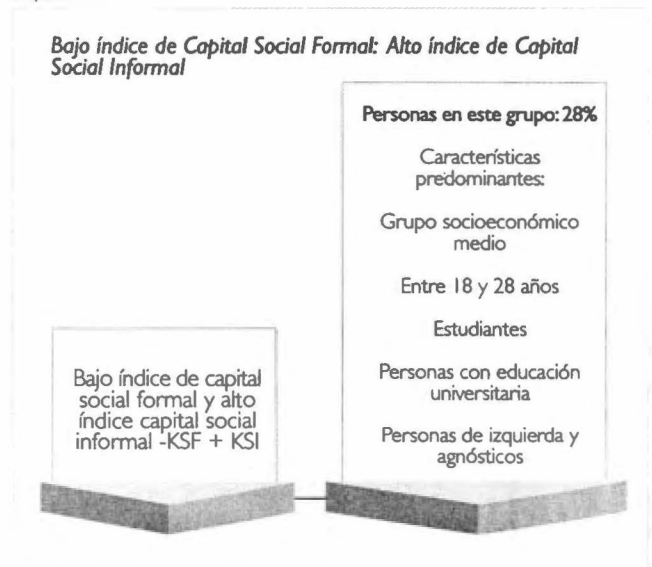 Bajo índice de Capital Social Formal: Alto índice de Capital
Social Informal
Personas en este grupo: 28%
Características
predominantes:
Grupo socioeconómico
medio
Entre 18 y 28 años
Estudiantes
Personas con educación
universitaria
Personas de izquierda y
agnósticos
Bajo índice de capital
social formal y alto
índice capital social
informal -KSF + KSI